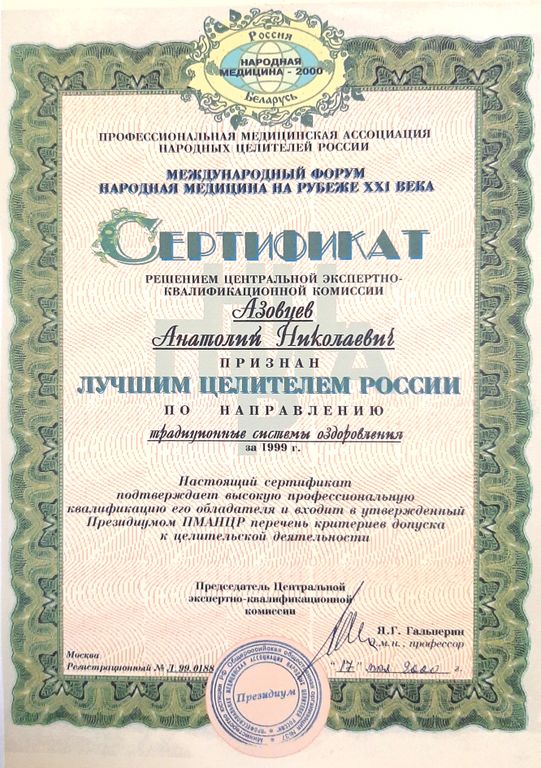 Россия
НАРОДНАЯ
МЕДИЦИНА - 2000
Беларусь
ПРОФЕССИОНАЛЬНАЯ МЕДИЦИНСКАЯ АССОЦИАЦИЯ
НАРОДНЫХ ЦЕЛИТЕЛЕЙ РОССИИ
МЕЖДУНАРОДНЫЙ ФОРУМ
НАРОДНАЯ МЕДИЦИНА НА РУБЕЖЕ XXI ВЕКА
СЕРТИФИКАТ
РЕШЕНИЕМ ЦЕНТРАЛЬНОЙ ЭКСПЕРТНО-
КВАЛИФИКАЦИОННОЙ КОМИССИИ
Азовцев
Анатолий Николаевич
ПРИЗНАН
ЛУЧШИМ ЦЕЛИТЕЛЕМ РОССИИ
ПО НАПРАВЛЕНИЮ
традиционные системы оздоровления
за 1999 г.
Настоящий сертификат
подтверждает высокую профессиональную
квалификацию его обладателя и входит в утвержденный
Президиумом ПМАНЦР перечень критериев допуска
к целительской деятельности
Председатель Центральной
экспертно-квалификационной
комиссии
Я.Г. Гальперин
д.м.н., профессор
Москва
Регистрационный № Л 99.0188
"17" мая 2000 г.
Президиум